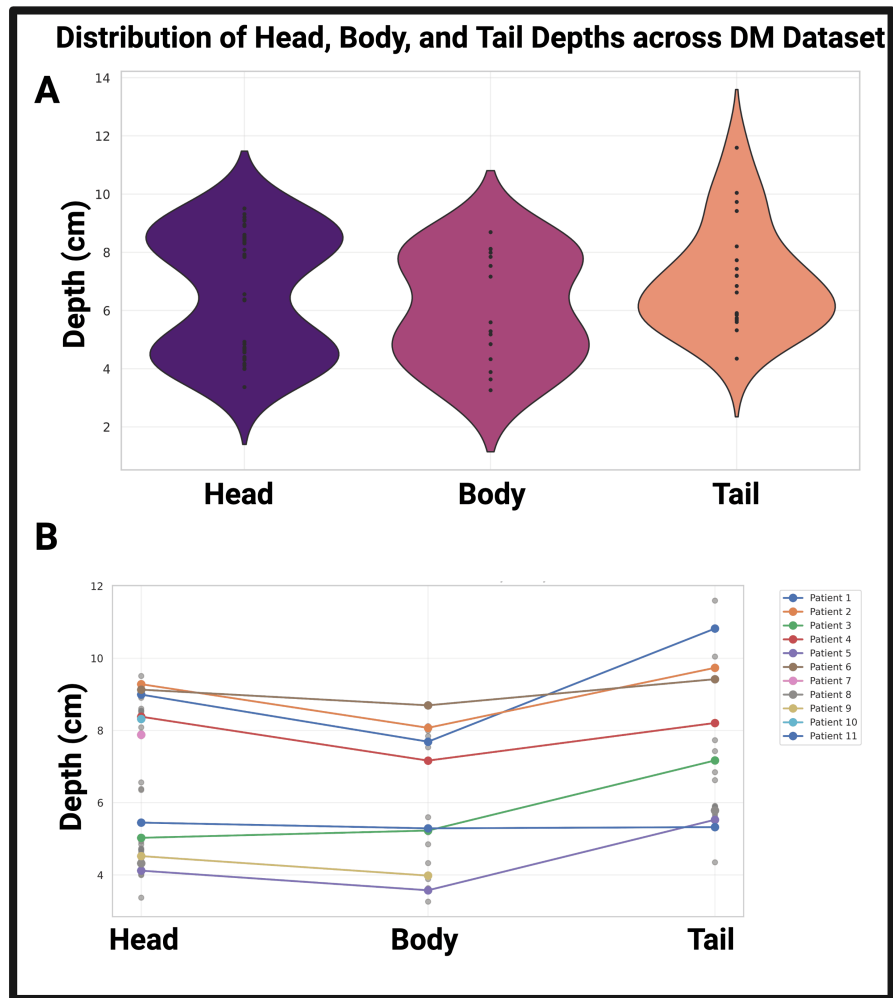 Distribution of Head, Body, and Tail Depths across DM Dataset
A
14
12
10
8
6
4
2
Depth (cm)
Head Body Tail
B
12
10
8
6
4
Depth (cm)
Patient 1
Patient 2
Patient 3
Patient 4
Patient 5
Patient 6
Patient 7
Patient 8
Patient 9
Patient 10
Patient 11
Head Body Tail